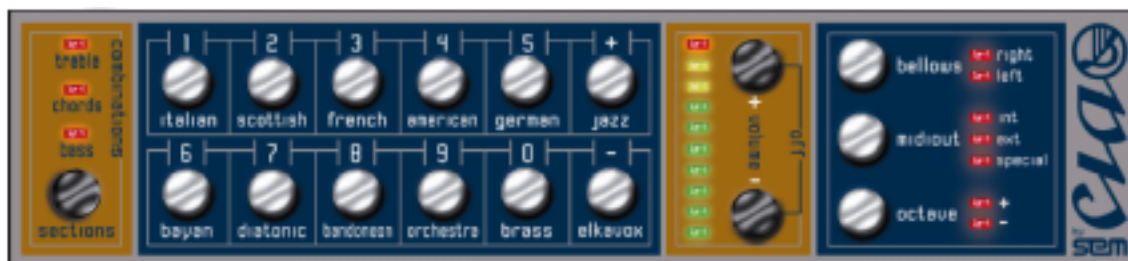 combinations
treble
chords
bass
sections
1 2 3 4 5 +
italian scottish french american german jazz
6 7 8 9 0 -
bayan diatonic bandoneon orchestra brass elkavox
+ volume -
off
bellows
right
left
midiout
int
ext
special
octave
+
-
by
sem